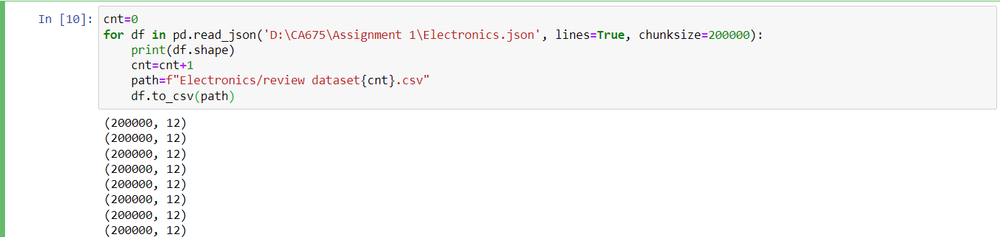 In [10]: cnt=0
for df in pd.read_json('D:\CA675\Assignment 1\Electronics.json', lines=True, chunksize=200000):
    print(df.shape)
    cnt=cnt+1
    path=f"Electronics/review dataset{cnt}.csv"
    df.to_csv(path)
(200000, 12)
(200000, 12)
(200000, 12)
(200000, 12)
(200000, 12)
(200000, 12)
(200000, 12)
(200000, 12)